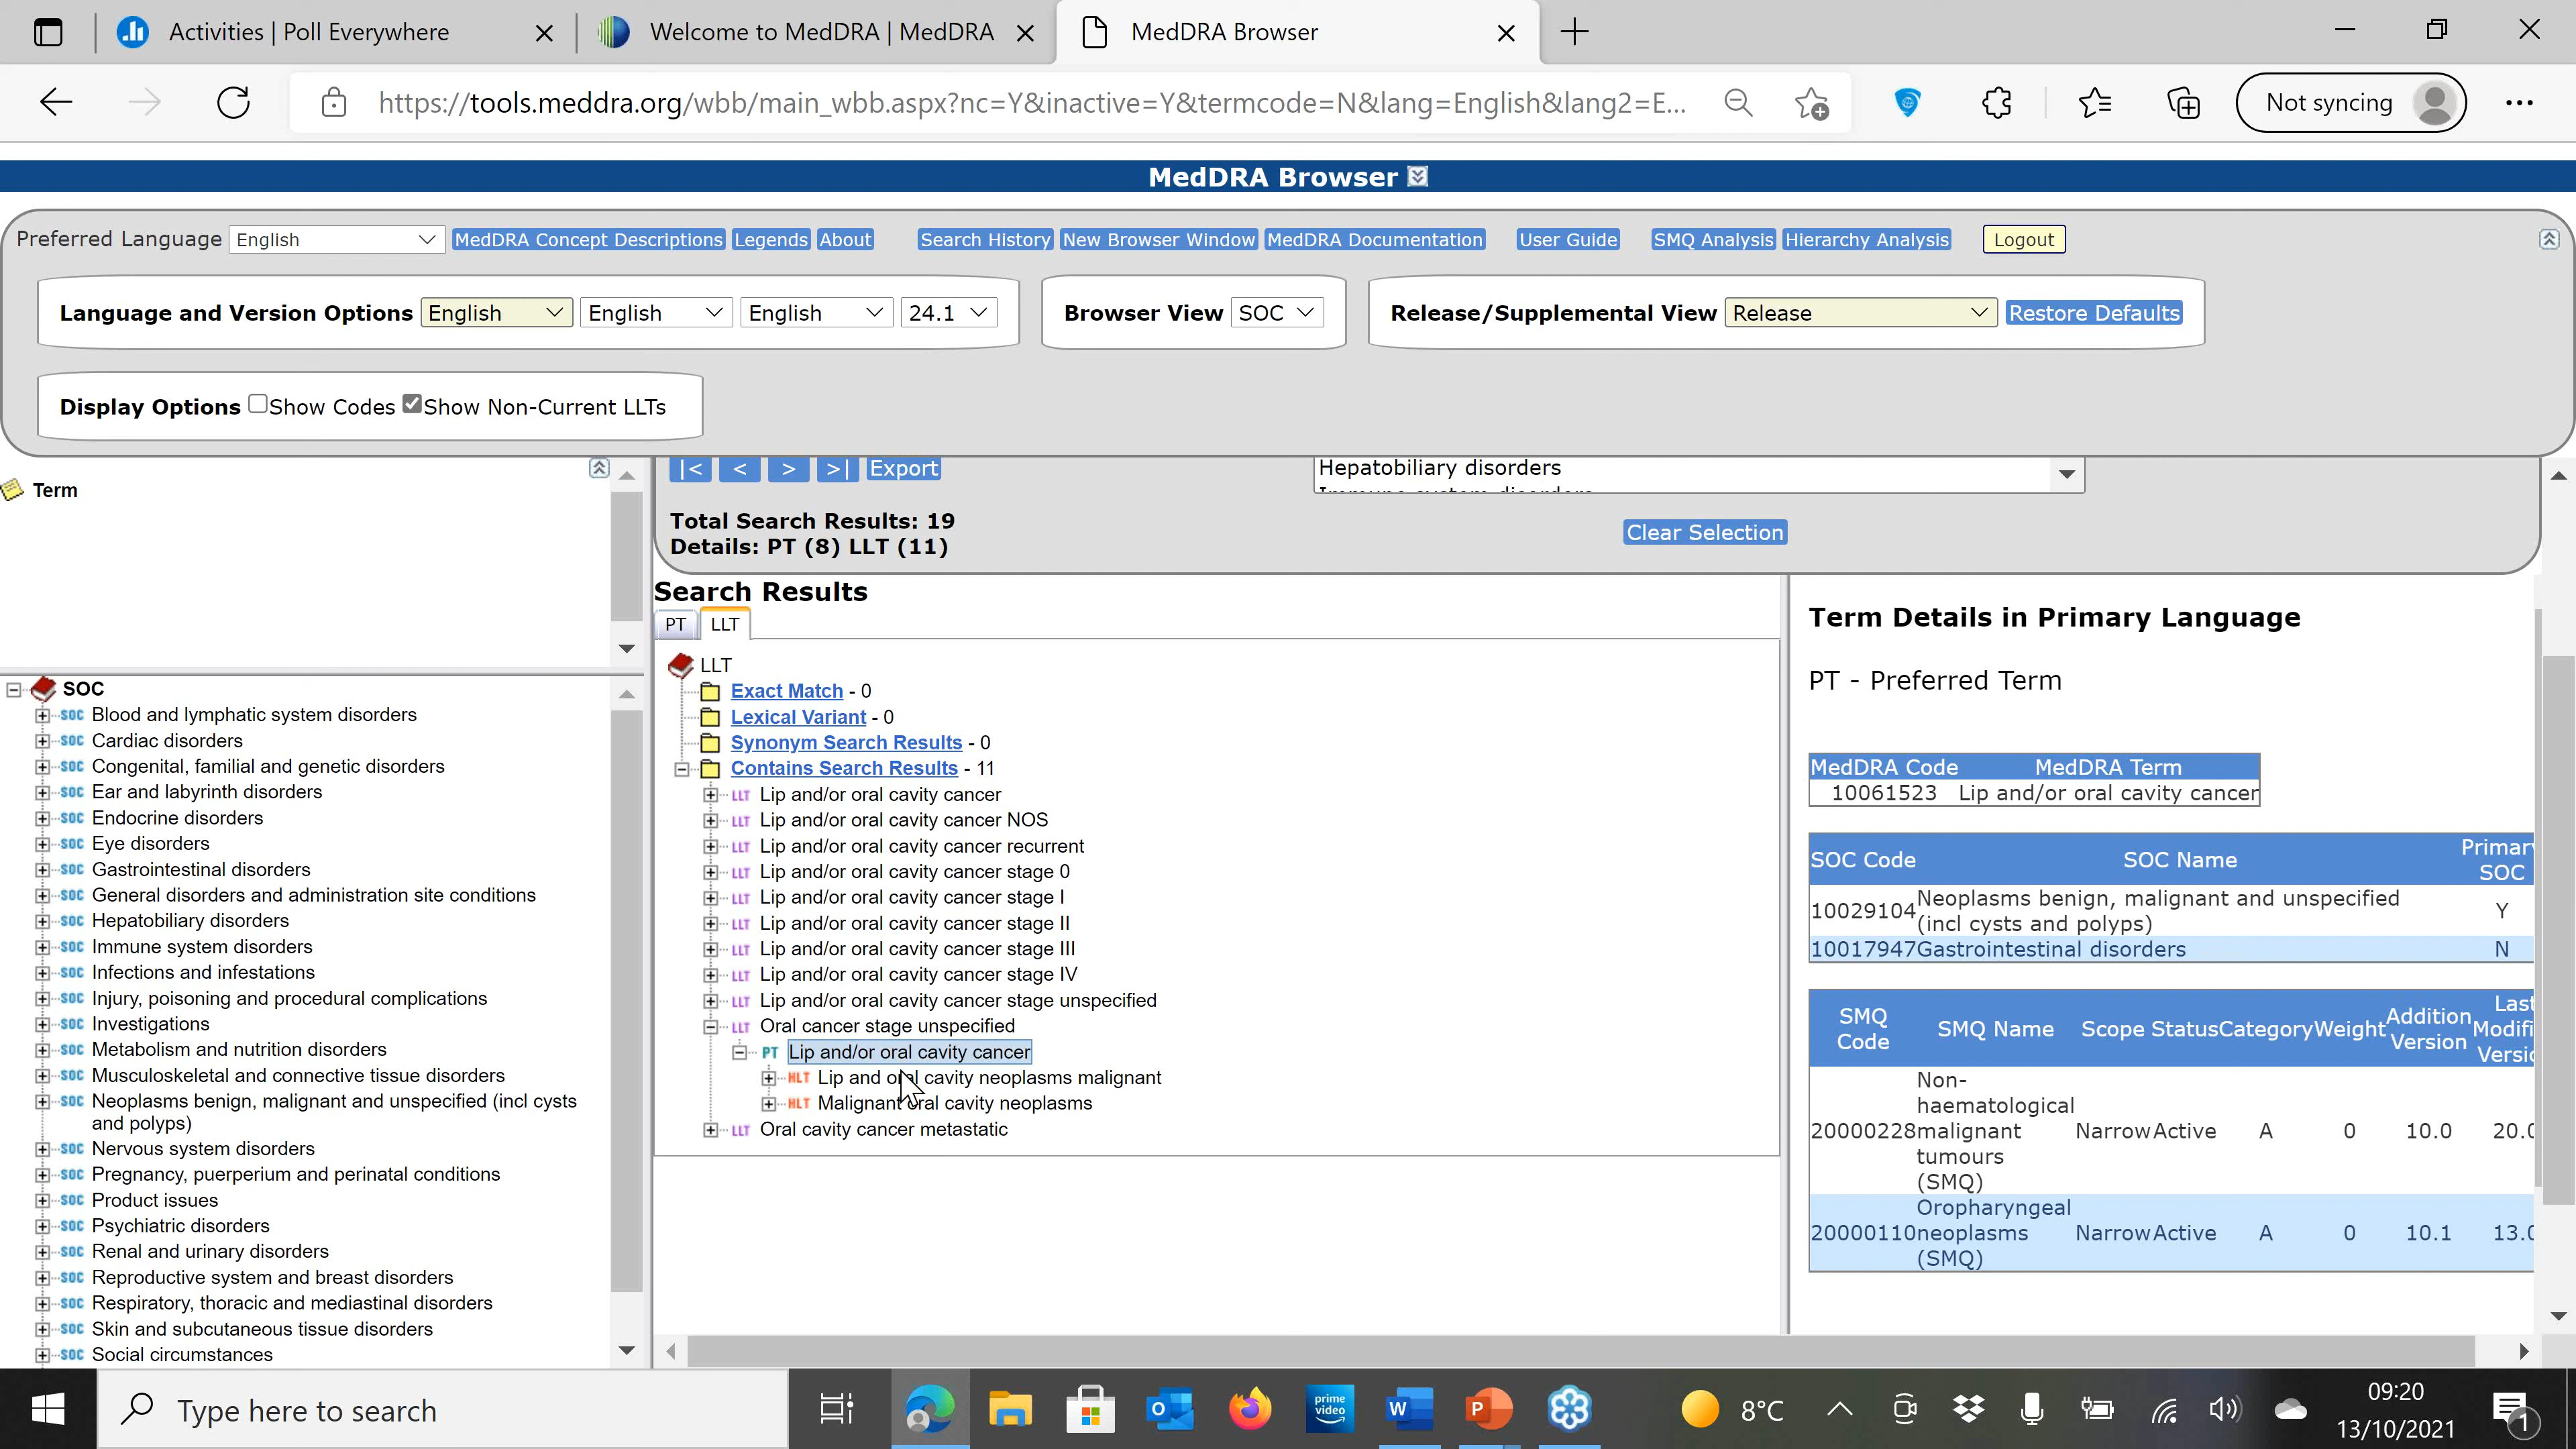 Activities | Poll Everywhere
Welcome to MedDRA | MedDRA
MedDRA Browser
https://tools.meddra.org/wbb/main_wbb.aspx?nc=Y&inactive=Y&termcode=N&lang=English&lang2=E...
Not syncing
MedDRA Browser
Preferred Language English MedDRA Concept Descriptions Legends About Search History New Browser Window MedDRA Documentation User Guide SMQ Analysis Hierarchy Analysis Logout
Language and Version Options English English English 24.1 Browser View SOC Release/Supplemental View Release Restore Defaults
Display Options Show Codes Show Non-Current LLTs
Term
SOC
SOC Blood and lymphatic system disorders
SOC Cardiac disorders
SOC Congenital, familial and genetic disorders
SOC Ear and labyrinth disorders
SOC Endocrine disorders
SOC Eye disorders
SOC Gastrointestinal disorders
SOC General disorders and administration site conditions
SOC Hepatobiliary disorders
SOC Immune system disorders
SOC Infections and infestations
SOC Injury, poisoning and procedural complications
SOC Investigations
SOC Metabolism and nutrition disorders
SOC Musculoskeletal and connective tissue disorders
SOC Neoplasms benign, malignant and unspecified (incl cysts
and polyps)
SOC Nervous system disorders
SOC Pregnancy, puerperium and perinatal conditions
SOC Product issues
SOC Psychiatric disorders
SOC Renal and urinary disorders
SOC Reproductive system and breast disorders
SOC Respiratory, thoracic and mediastinal disorders
SOC Skin and subcutaneous tissue disorders
SOC Social circumstances
|< < > >| Export
Hepatobiliary disorders
Total Search Results: 19
Details: PT (8) LLT (11)
Clear Selection
Search Results
PT LLT
LLT
Exact Match - 0
Lexical Variant - 0
Synonym Search Results - 0
Contains Search Results - 11
LLT Lip and/or oral cavity cancer
LLT Lip and/or oral cavity cancer NOS
LLT Lip and/or oral cavity cancer recurrent
LLT Lip and/or oral cavity cancer stage 0
LLT Lip and/or oral cavity cancer stage I
LLT Lip and/or oral cavity cancer stage II
LLT Lip and/or oral cavity cancer stage III
LLT Lip and/or oral cavity cancer stage IV
LLT Lip and/or oral cavity cancer stage unspecified
LLT Oral cancer stage unspecified
PT Lip and/or oral cavity cancer
HLT Lip and oral cavity neoplasms malignant
HLT Malignant oral cavity neoplasms
LLT Oral cavity cancer metastatic
Term Details in Primary Language
PT - Preferred Term
MedDRA Code MedDRA Term
10061523 Lip and/or oral cavity cancer
SOC Code SOC Name Primary
SOC
10029104 Neoplasms benign, malignant and unspecified
(incl cysts and polyps) Y
10017947 Gastrointestinal disorders N
SMQ
Code SMQ Name Scope Status Category Weight Addition
Version Last
Modifi
Versio
20000228 Non-
haematological
malignant
tumours
(SMQ) Narrow Active A 0 10.0 20.0
20000110 Oropharyngeal
neoplasms
(SMQ) Narrow Active A 0 10.1 13.0
Type here to search
prime
video
8°C
09:20
13/10/2021
1